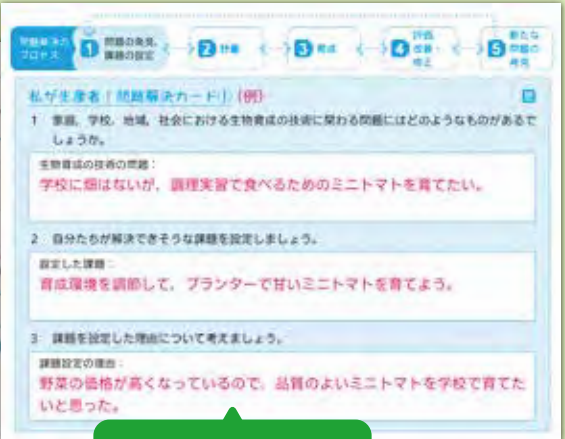 問題解決の
プロセス
1 問題の発見、
課題の設定
2 計画
3 育成
4 評価、
改善・
修正
5 新たな
問題の
発見
私が生産者!問題解決カード① (例)
1 家庭、学校、地域、社会における生物育成の技術に関わる問題にはどのようなものがあるで
しょうか。
生物育成の技術の問題:
学校に畑はないが、調理実習で食べるためのミニトマトを育てたい。
2 自分たちが解決できそうな課題を設定しましょう。
設定した課題:
育成環境を調節して、プランターで甘いミニトマトを育てよう。
3 課題を設定した理由について考えましょう。
課題設定の理由:
野菜の価格が高くなっているので、品質のよいミニトマトを学校で育てた
いと思った。